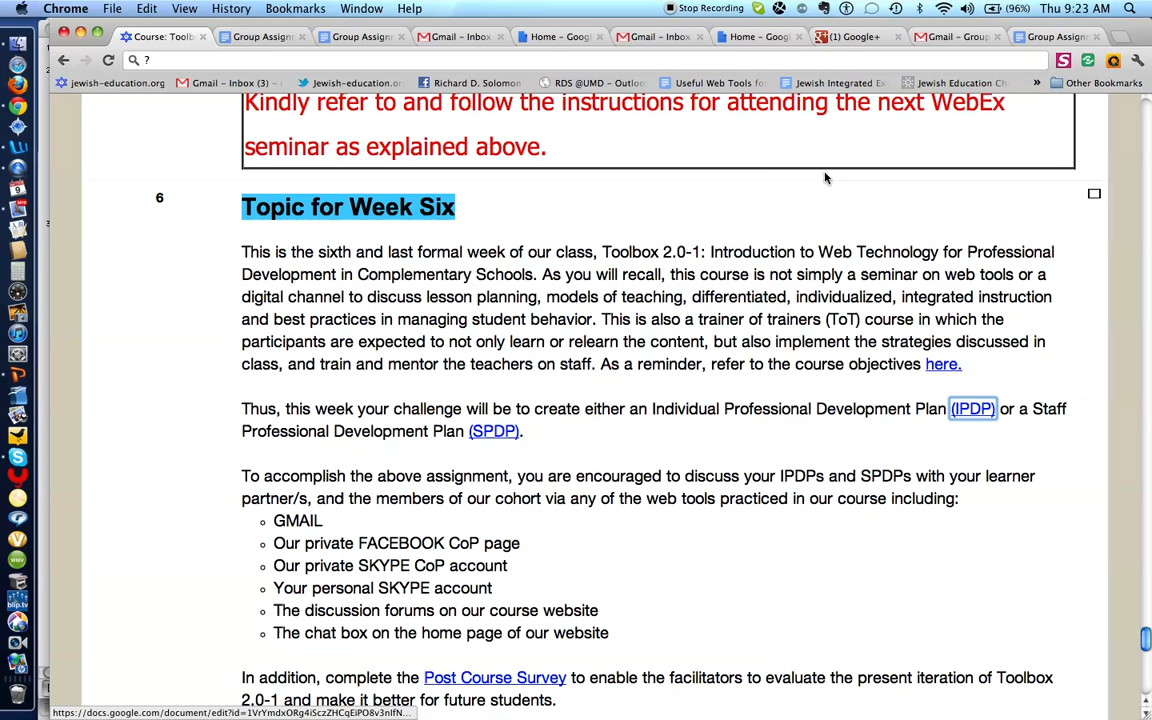 Chrome File Edit View History Bookmarks Window Help Stop Recording (96%) Thu 9:23 AM
Course: Toolb Group Assignr Group Assignm Gmail – Inbox Home – Googl Gmail – Inbox Home – Googl (1) Google+ Gmail – Group Group Assignr
?
jewish-education.org Gmail – Inbox (3) – Jewish-education.or Richard D. Solomon RDS @UMD – Outloo Useful Web Tools fo Jewish Integrated Ex Jewish Education Ch » Other Bookmarks
Kindly refer to and follow the instructions for attending the next WebEx
seminar as explained above.
6
Topic for Week Six
This is the sixth and last formal week of our class, Toolbox 2.0-1: Introduction to Web Technology for Professional
Development in Complementary Schools. As you will recall, this course is not simply a seminar on web tools or a
digital channel to discuss lesson planning, models of teaching, differentiated, individualized, integrated instruction
and best practices in managing student behavior. This is also a trainer of trainers (ToT) course in which the
participants are expected to not only learn or relearn the content, but also implement the strategies discussed in
class, and train and mentor the teachers on staff. As a reminder, refer to the course objectives here.
Thus, this week your challenge will be to create either an Individual Professional Development Plan (IPDP) or a Staff
Professional Development Plan (SPDP).
To accomplish the above assignment, you are encouraged to discuss your IPDPs and SPDPs with your learner
partner/s, and the members of our cohort via any of the web tools practiced in our course including:
GMAIL
Our private FACEBOOK CoP page
Our private SKYPE CoP account
Your personal SKYPE account
The discussion forums on our course website
The chat box on the home page of our website
In addition, complete the Post Course Survey to enable the facilitators to evaluate the present iteration of Toolbox
2.0-1 and make it better for future students.